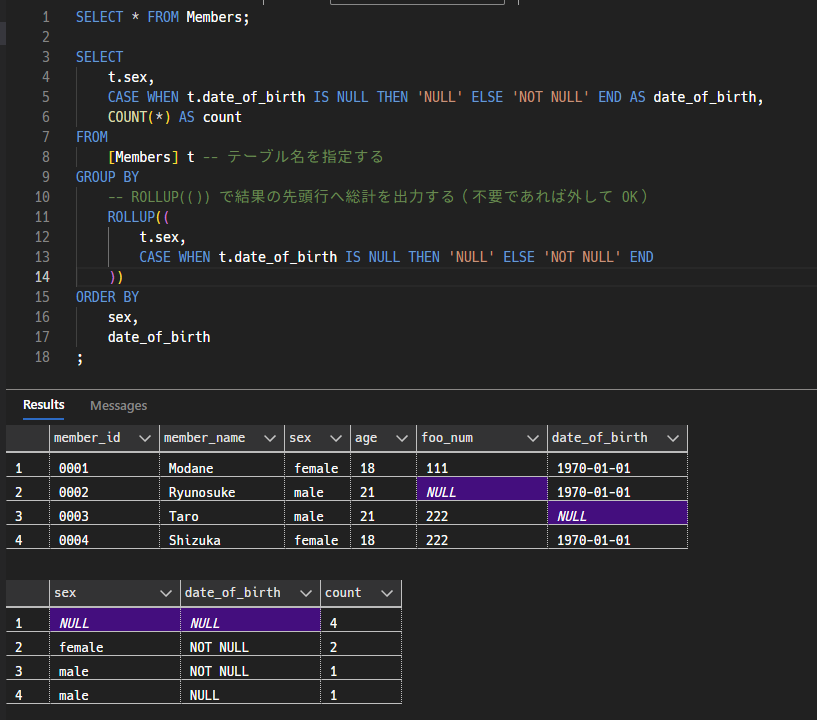 1 SELECT * FROM Members;
2
3 SELECT
4 t.sex,
5 CASE WHEN t.date_of_birth IS NULL THEN 'NULL' ELSE 'NOT NULL' END AS date_of_birth,
6 COUNT(*) AS count
7 FROM
8 [Members] t -- テーブル名を指定する
9 GROUP BY
10 -- ROLLUP(()) で結果の先頭行へ総計を出力する（不要であれば外して OK）
11 ROLLUP((
12 t.sex,
13 CASE WHEN t.date_of_birth IS NULL THEN 'NULL' ELSE 'NOT NULL' END
14 ))
15 ORDER BY
16 sex,
17 date_of_birth
18 ;
Results Messages
member_id member_name sex age foo_num date_of_birth
1 0001 Modane female 18 111 1970-01-01
2 0002 Ryunosuke male 21 NULL 1970-01-01
3 0003 Taro male 21 222 NULL
4 0004 Shizuka female 18 222 1970-01-01
sex date_of_birth count
1 NULL NULL 4
2 female NOT NULL 2
3 male NOT NULL 1
4 male NULL 1